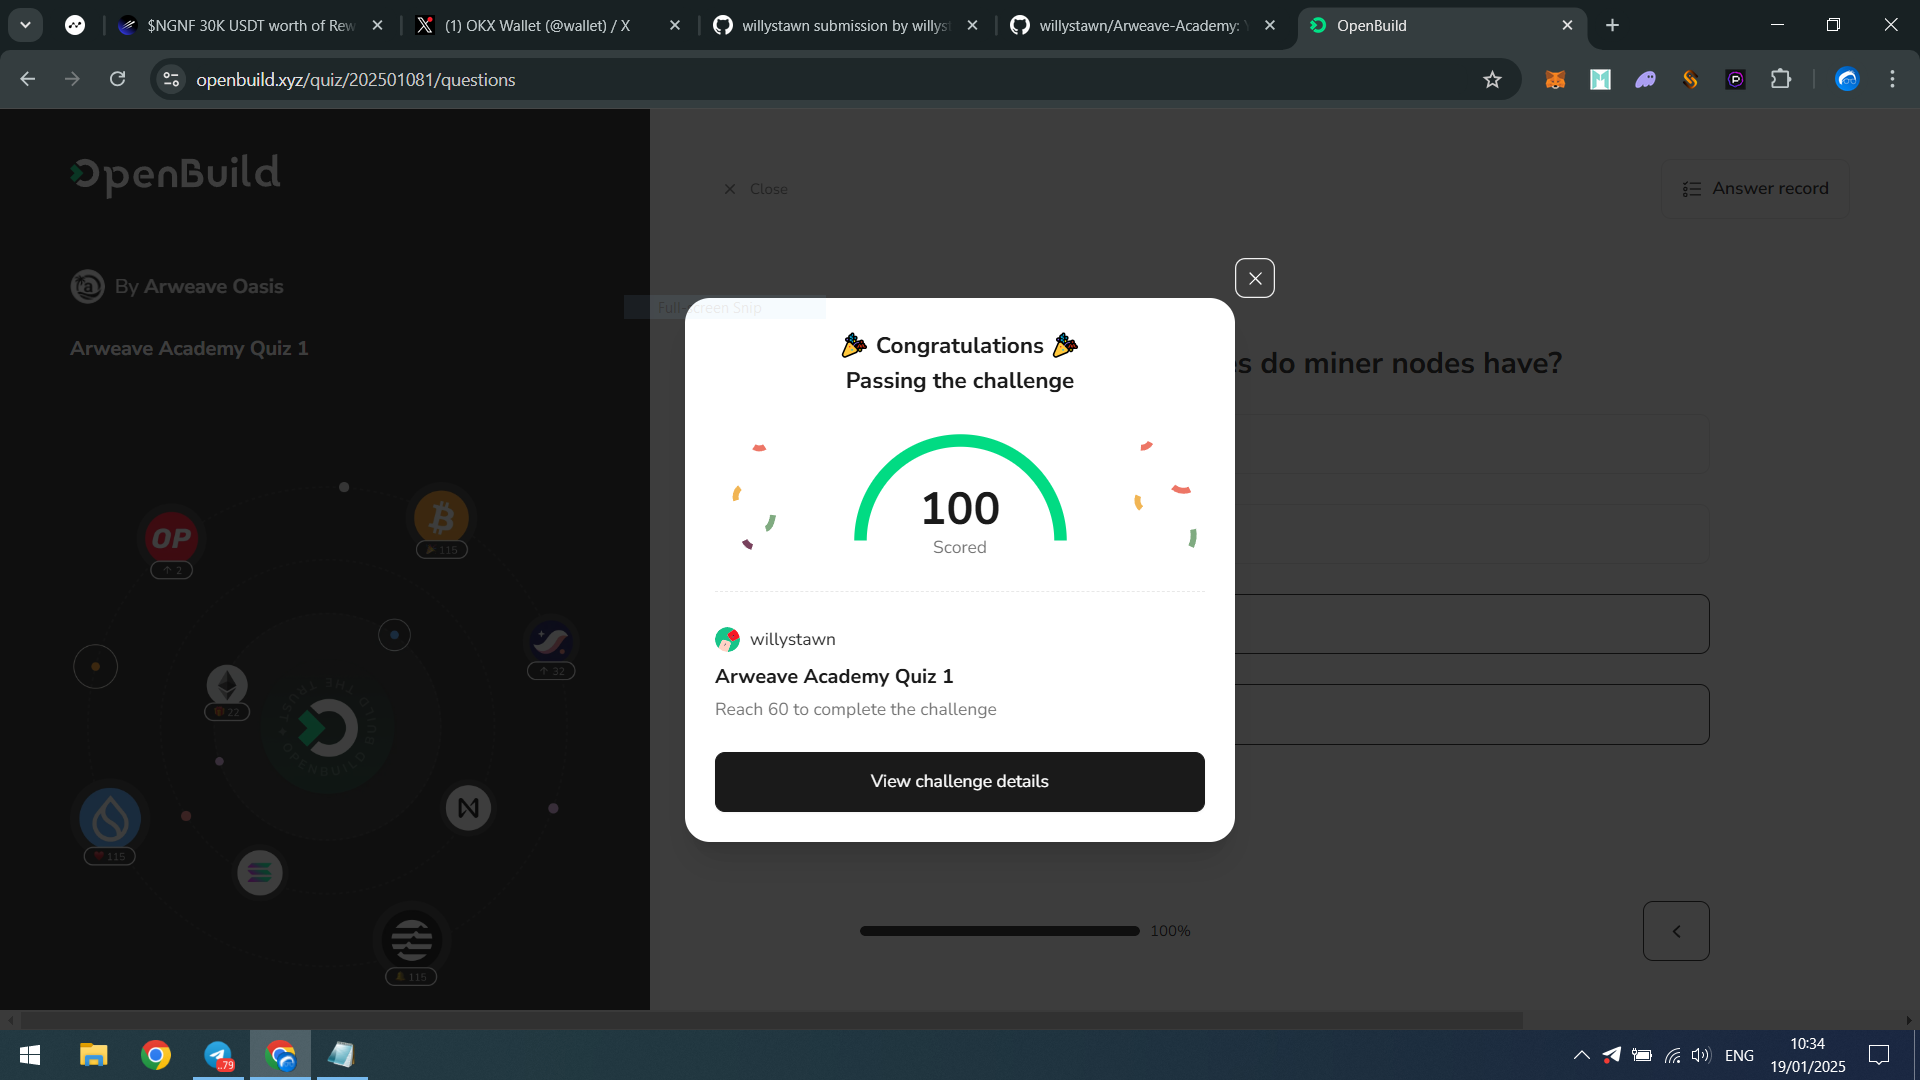 $NGNF 30K USDT worth of Rew
(1) OKX Wallet (@wallet) / X
willystawn submission by willyst
willystawn/Arweave-Academy: Y
OpenBuild
openbuild.xyz/quiz/202501081/questions
OpenBuild
Close
Answer record
By Arweave Oasis
Arweave Academy Quiz 1
Full-screen Snip
es do miner nodes have?
Congratulations
Passing the challenge
100
Scored
willystawn
Arweave Academy Quiz 1
Reach 60 to complete the challenge
View challenge details
OP
2
115
32
22
115
115
100%
..79
ENG
10:34
19/01/2025